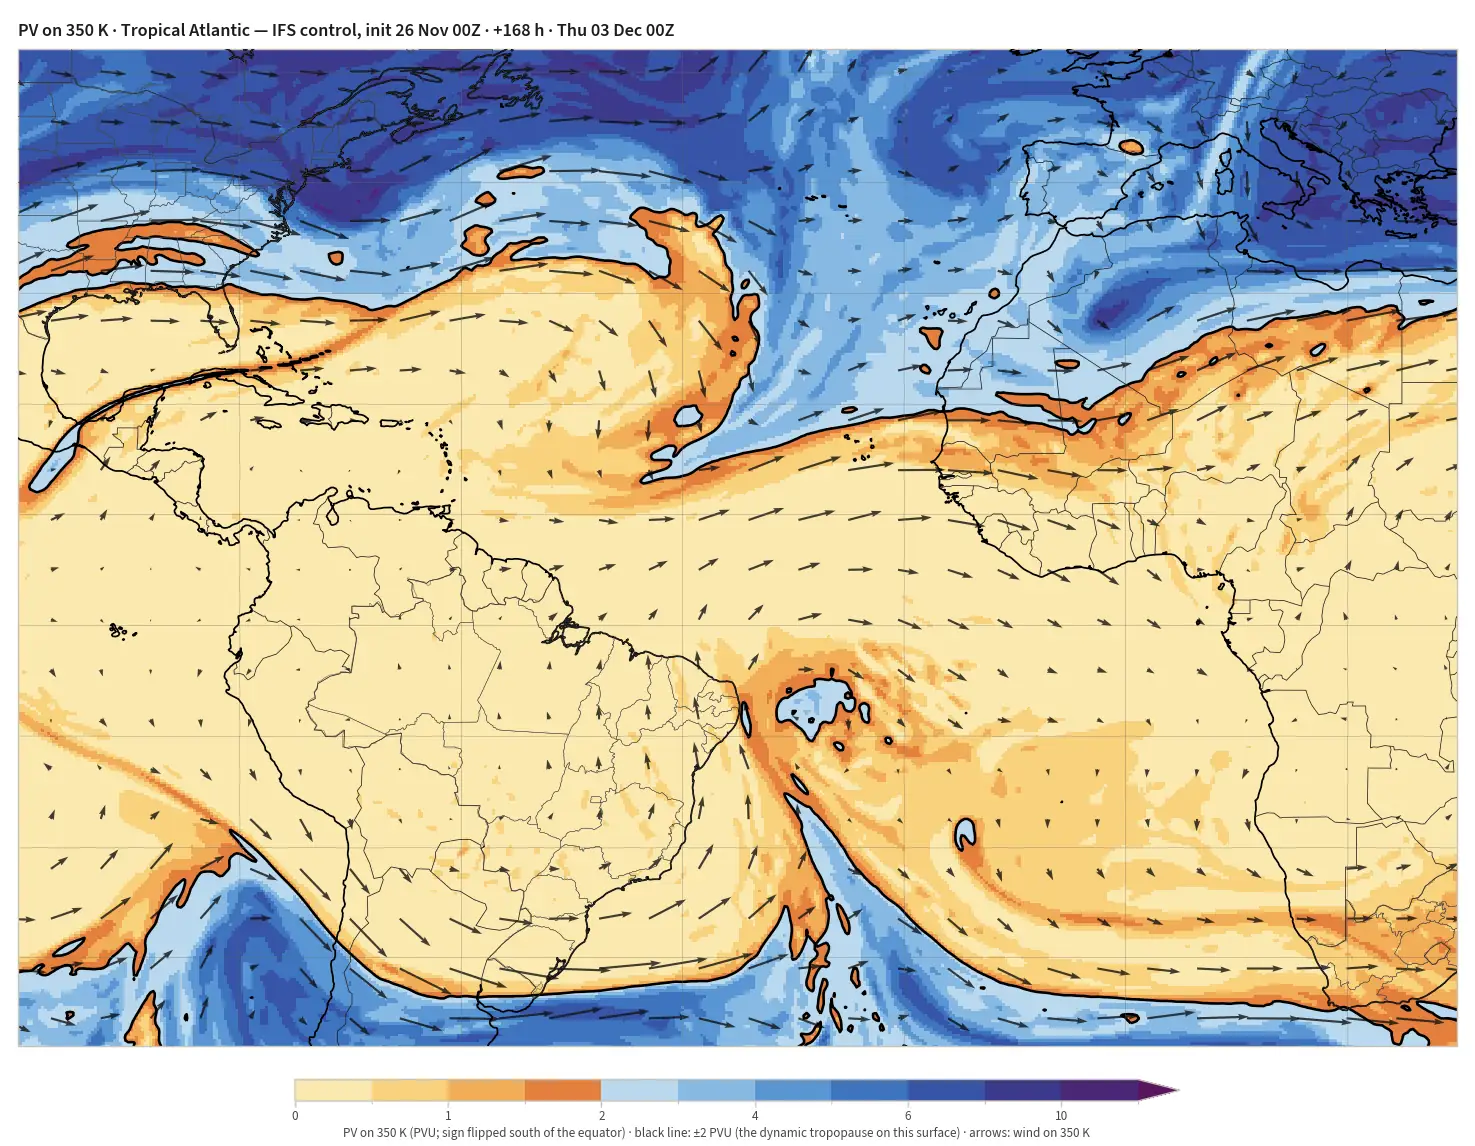 PV on 350 K · Tropical Atlantic — IFS control, init 26 Nov 00Z · +168 h · Thu 03 Dec 00Z
0 1 2 4 6 8 10
PV on 350 K (PVU; sign flipped south of the equator) · black line: ±2 PVU (the dynamic tropopause on this surface) · arrows: wind on 350 K